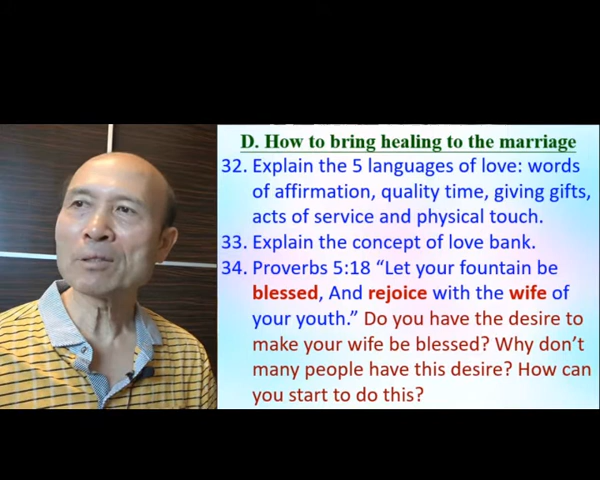 D. How to bring healing to the marriage
32. Explain the 5 languages of love: words
of affirmation, quality time, giving gifts,
acts of service and physical touch.
33. Explain the concept of love bank.
34. Proverbs 5:18 “Let your fountain be
blessed, And rejoice with the wife of
your youth.” Do you have the desire to
make your wife be blessed? Why don’t
many people have this desire? How can
you start to do this?